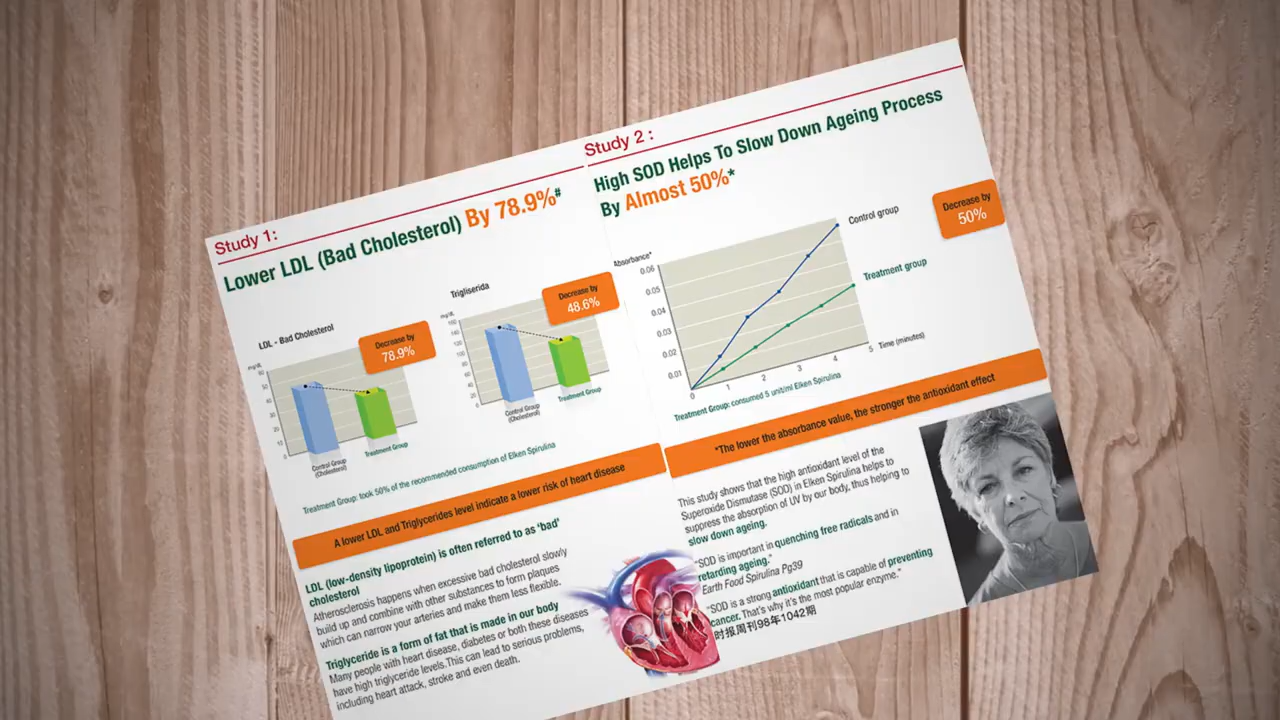 Study 1:
Lower LDL (Bad Cholesterol) By 78.9%#
LDL - Bad Cholesterol
mg/dL
Decrease by
78.9%
Control Group
(Cholesterol)
Treatment Group
Trigliserida
mg/dL
Decrease by
48.6%
Control Group
(Cholesterol)
Treatment Group
Treatment Group: took 50% of the recommended consumption of Elken Spirulina
A lower LDL and Triglycerides level indicate a lower risk of heart disease
LDL (low-density lipoprotein) is often referred to as 'bad'
cholesterol
Atherosclerosis happens when excessive bad cholesterol slowly
build up and combine with other substances to form plaques
which can narrow your arteries and make them less flexible.
Triglyceride is a form of fat that is made in our body
Many people with heart disease, diabetes or both these diseases
have high triglyceride levels.This can lead to serious problems,
including heart attack, stroke and even death.
Study 2 :
High SOD Helps To Slow Down Ageing Process
By Almost 50%*
Decrease by
50%
Absorbance*
0.06
0.05
0.04
0.03
0.02
0.01
0
1
2
3
4
5
Time (minutes)
Control group
Treatment group
Treatment Group: consumed 5 unit/ml Elken Spirulina
*The lower the absorbance value, the stronger the antioxidant effect
This study shows that the high antioxidant level of the
Superoxide Dismutase (SOD) in Elken Spirulina helps to
suppress the absorption of UV by our body, thus helping to
slow down ageing.
"SOD is important in quenching free radicals and in
retarding ageing."
Earth Food Spirulina Pg39
"SOD is a strong antioxidant that is capable of preventing
cancer. That's why it's the most popular enzyme."
时报周刊98年1042期